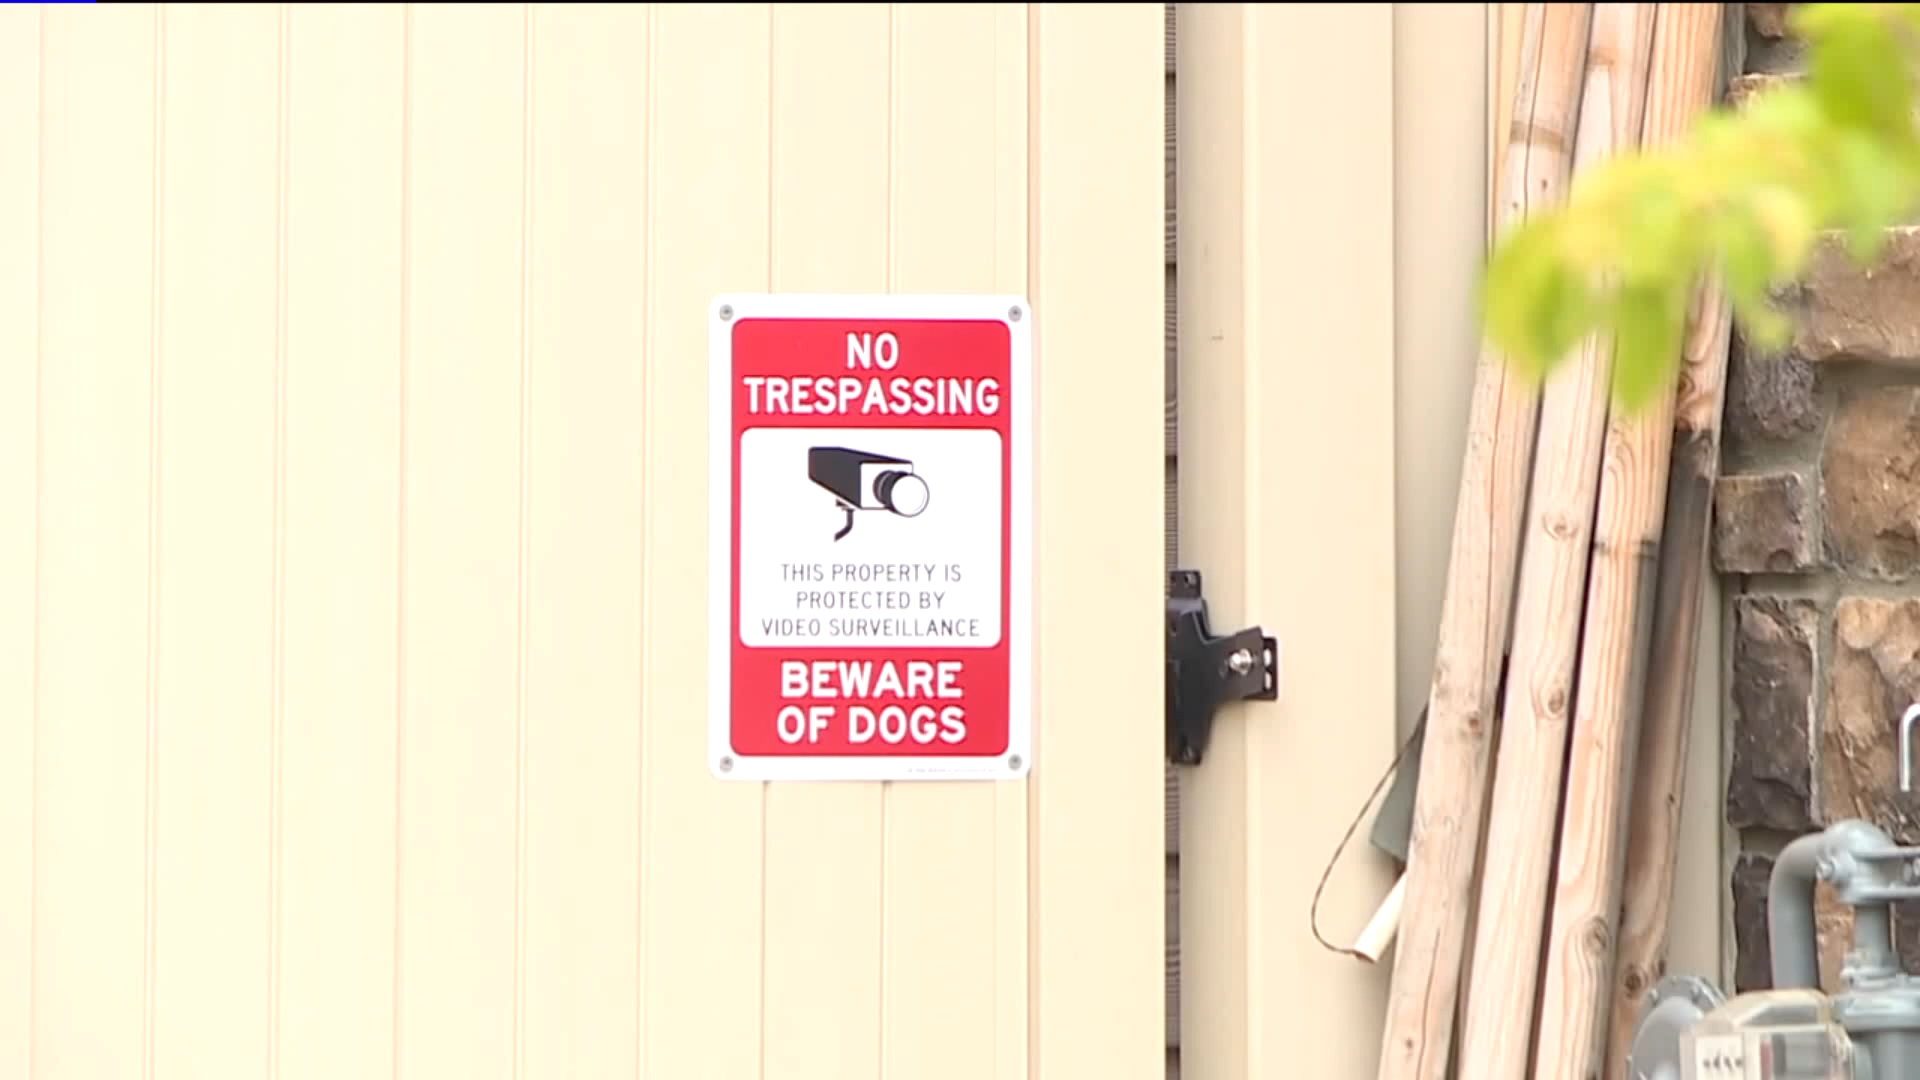 NO
TRESPASSING
THIS PROPERTY IS
PROTECTED BY
VIDEO SURVEILLANCE
BEWARE
OF DOGS